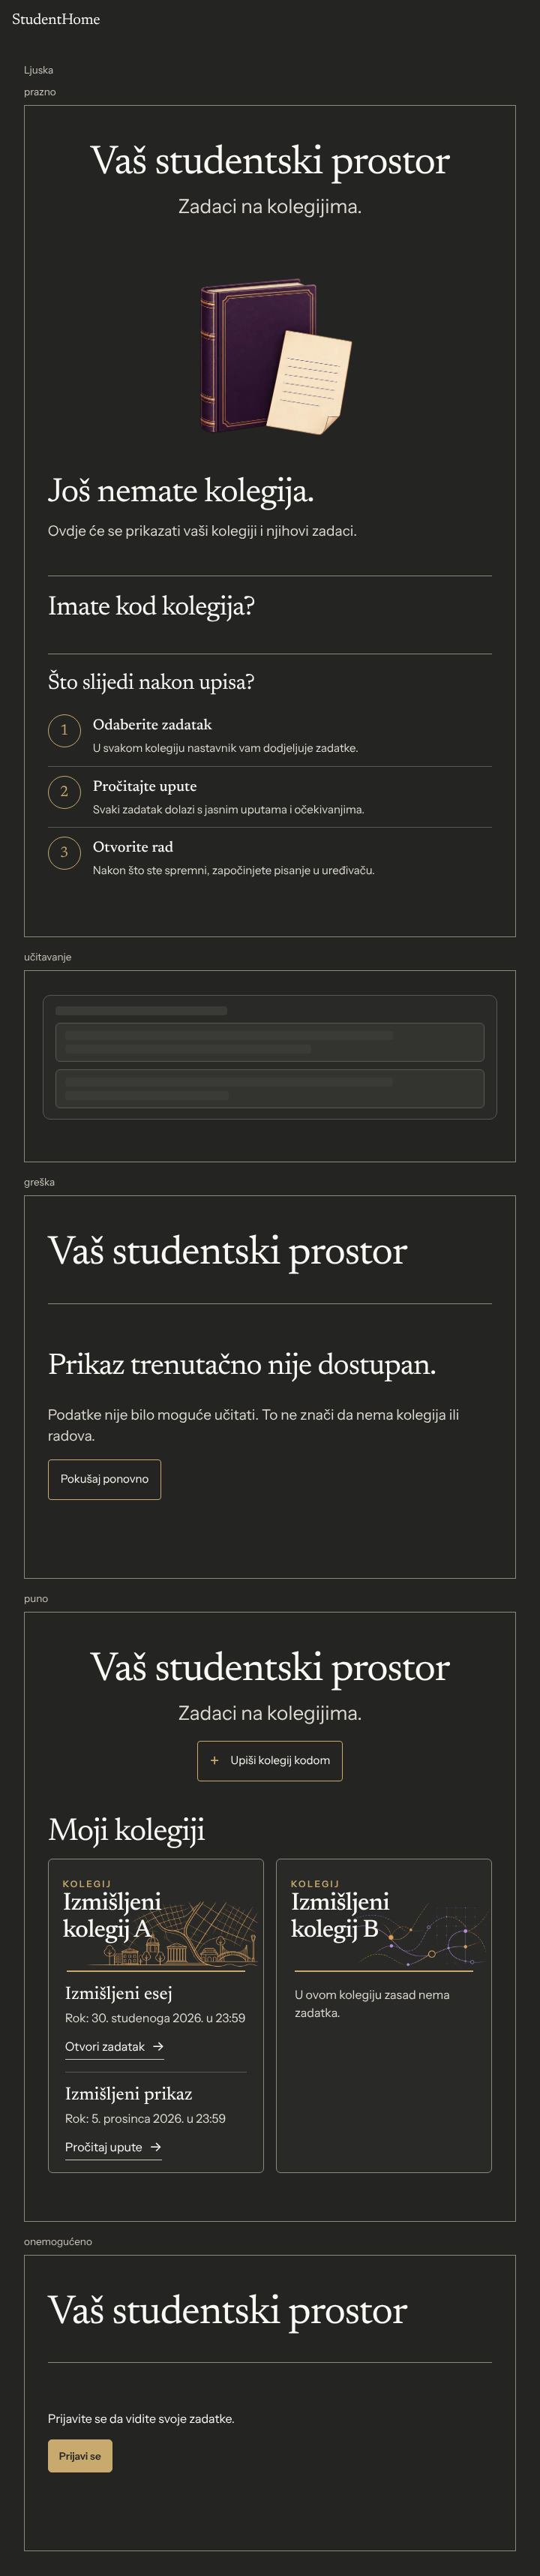 StudentHome
Ljuska
prazno
Vaš studentski prostor
Zadaci na kolegijima.
Još nemate kolegija.
Ovdje će se prikazati vaši kolegiji i njihovi zadaci.
Imate kod kolegija?
Što slijedi nakon upisa?
1
Odaberite zadatak
U svakom kolegiju nastavnik vam dodjeljuje zadatke.
2
Pročitajte upute
Svaki zadatak dolazi s jasnim uputama i očekivanjima.
3
Otvorite rad
Nakon što ste spremni, započinjete pisanje u uređivaču.
učitavanje
greška
Vaš studentski prostor
Prikaz trenutačno nije dostupan.
Podatke nije bilo moguće učitati. To ne znači da nema kolegija ili
radova.
Pokušaj ponovno
puno
Vaš studentski prostor
Zadaci na kolegijima.
+ Upiši kolegij kodom
Moji kolegiji
KOLEGIJ
Izmišljeni
kolegij A
Izmišljeni esej
Rok: 30. studenoga 2026. u 23:59
Otvori zadatak →
Izmišljeni prikaz
Rok: 5. prosinca 2026. u 23:59
Pročitaj upute →
KOLEGIJ
Izmišljeni
kolegij B
U ovom kolegiju zasad nema
zadatka.
onemogućeno
Vaš studentski prostor
Prijavite se da vidite svoje zadatke.
Prijavi se